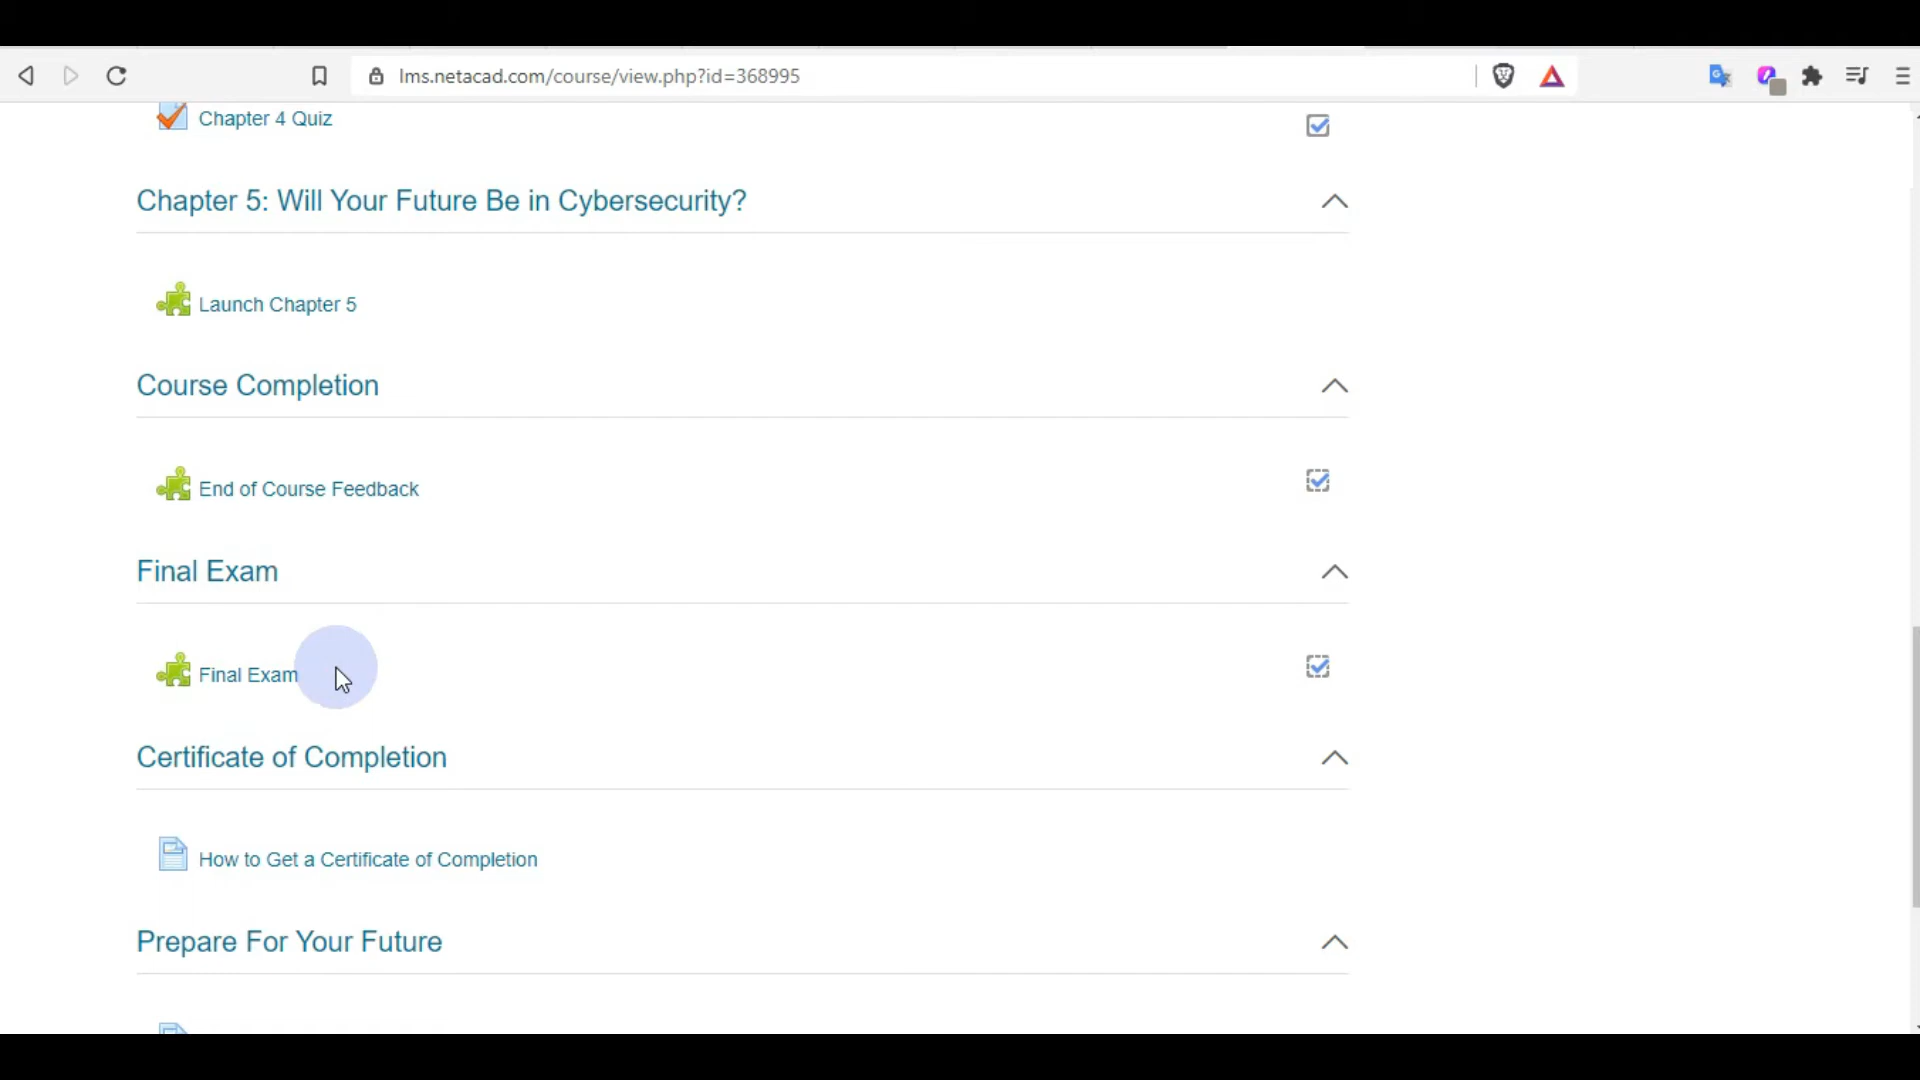 lms.netacad.com/course/view.php?id=368995
Chapter 4 Quiz
Chapter 5: Will Your Future Be in Cybersecurity?
Launch Chapter 5
Course Completion
End of Course Feedback
Final Exam
Final Exam
Certificate of Completion
How to Get a Certificate of Completion
Prepare For Your Future